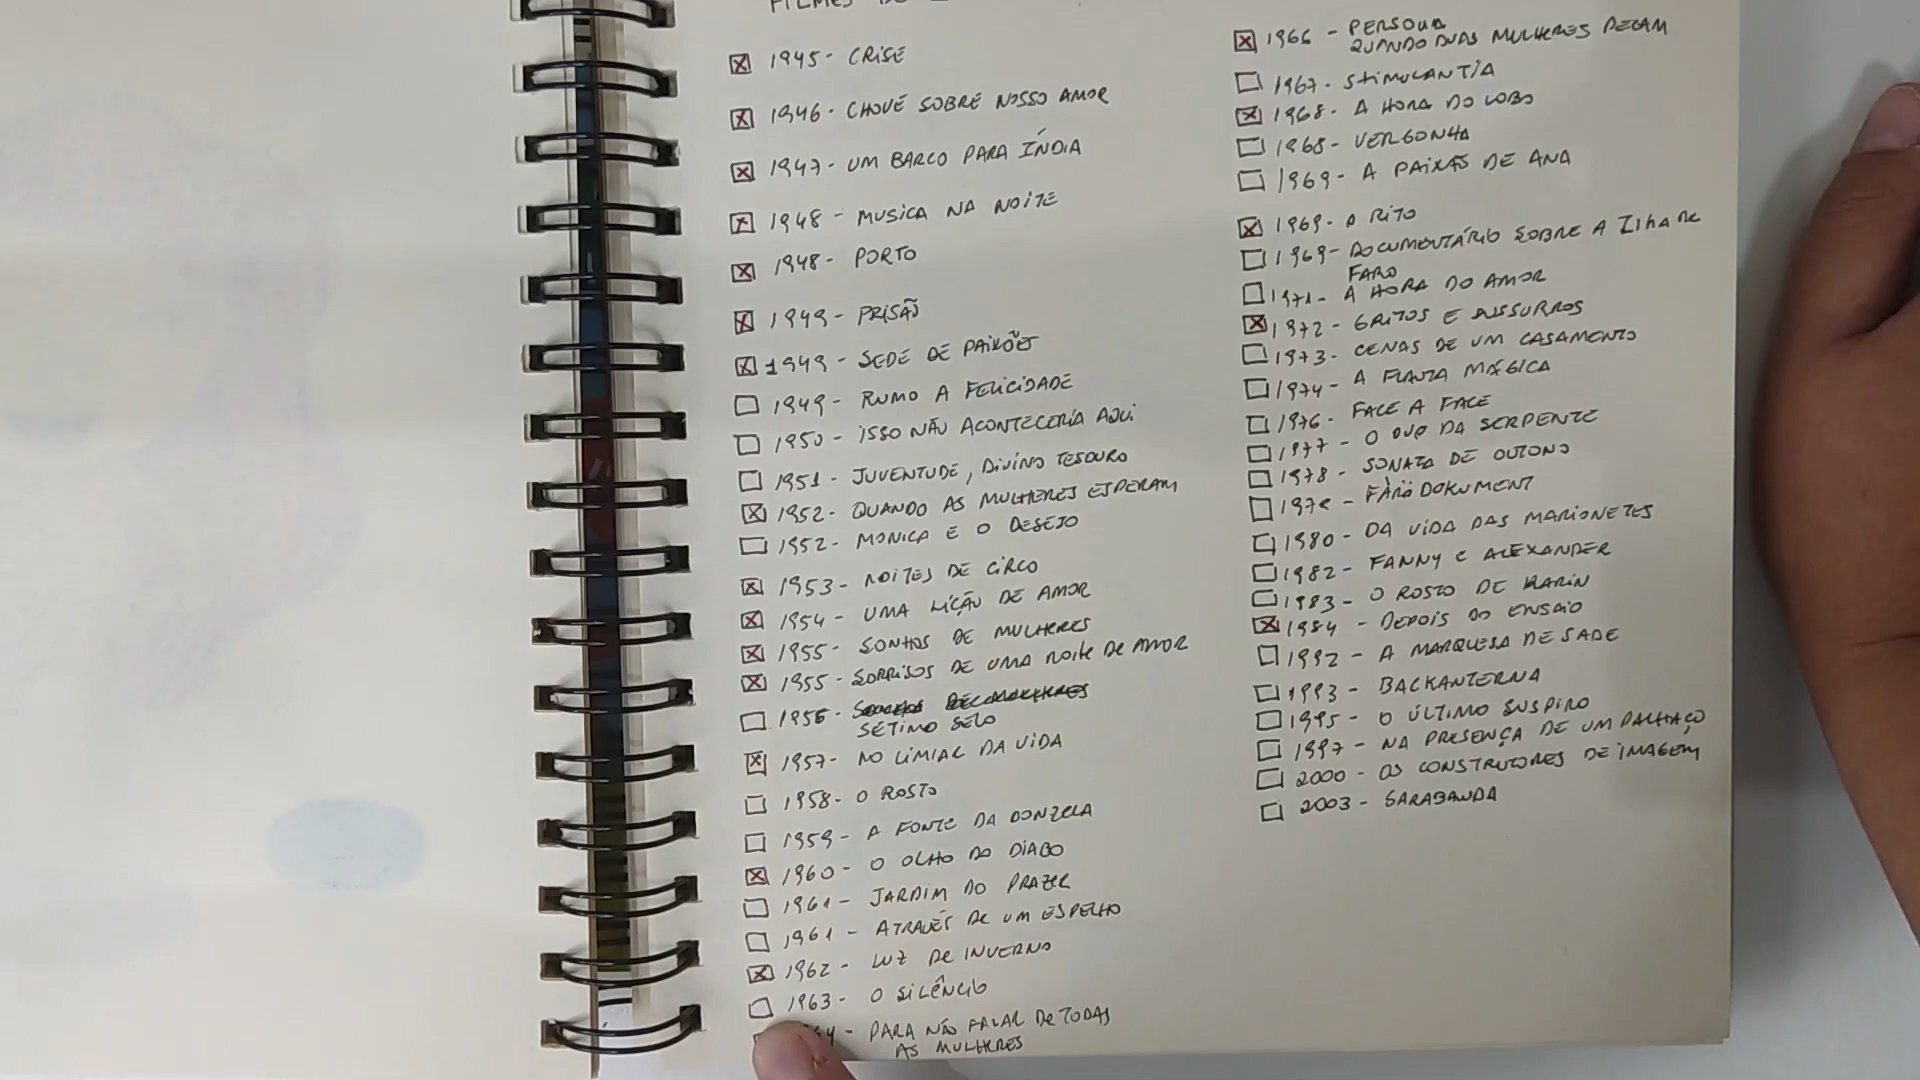 FILMES DE
1945 - CRISE
1946 - CHOVE SOBRE NOSSO AMOR
1947 - UM BARCO PARA ÍNDIA
1948 - MUSICA NA NOITE
1948 - PORTO
1949 - PRISÃO
1949 - SEDE DE PAIXÕES
1949 - RUMO A FELICIDADE
1950 - ISSO NÃO ACONTECERIA AQUI
1951 - JUVENTUDE, DIVINO TESOURO
1952 - QUANDO AS MULHERES ESPERAM
1952 - MONICA E O DESEJO
1953 - NOITES DE CIRCO
1954 - UMA LIÇÃO DE AMOR
1955 - SONHOS DE MULHERES
1955 - SORRISOS DE UMA NOITE DE AMOR
1956 -
SÉTIMO SELO
1957 - NO LIMIAL DA VIDA
1958 - O ROSTO
1959 - A FONTE DA DONZELA
1960 - O OLHO DO DIABO
1961 - JARDIM DO PRAZER
1961 - ATRAVÉS DE UM ESPELHO
1962 - LUZ DE INVERNO
1963 - O SILÊNCIO
PARA NÃO FALAR DE TODAS
AS MULHERES
1966 - PERSONA
QUANDO DUAS MULHERES PECAM
1967 - STIMULANTIA
1968 - A HORA DO LOBO
1968 - VERGONHA
1969 - A PAIXÃO DE ANA
1969 - O RITO
1969 - DOCUMENTÁRIO SOBRE A ILHA DE
FARO
1971 - A HORA DO AMOR
1972 - GRITOS E SUSSURROS
1973 - CENAS DE UM CASAMENTO
1974 - A FLAUTA MÁGICA
1976 - FACE A FACE
1977 - O OVO DA SERPENTE
1978 - SONATA DE OUTONO
1979 - FÅRÖ DOKUMENT
1980 - DA VIDA DAS MARIONETES
1982 - FANNY E ALEXANDER
1983 - O ROSTO DE KARIN
1984 - DEPOIS DO ENSAIO
1992 - A MARQUESA DE SADE
1993 - BACKANTERNA
1995 - O ÚLTIMO SUSPIRO
1997 - NA PRESENÇA DE UM PALHAÇO
2000 - OS CONSTRUTORES DE IMAGEM
2003 - SARABANDA